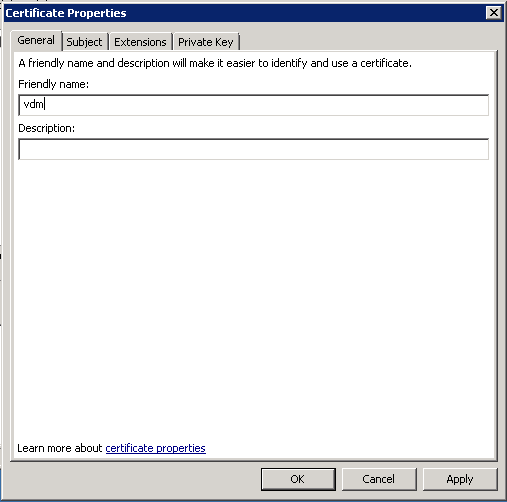 Certificate Properties
General Subject Extensions Private Key
A friendly name and description will make it easier to identify and use a certificate.
Friendly name:
vdm
Description:
Learn more about certificate properties
OK Cancel Apply